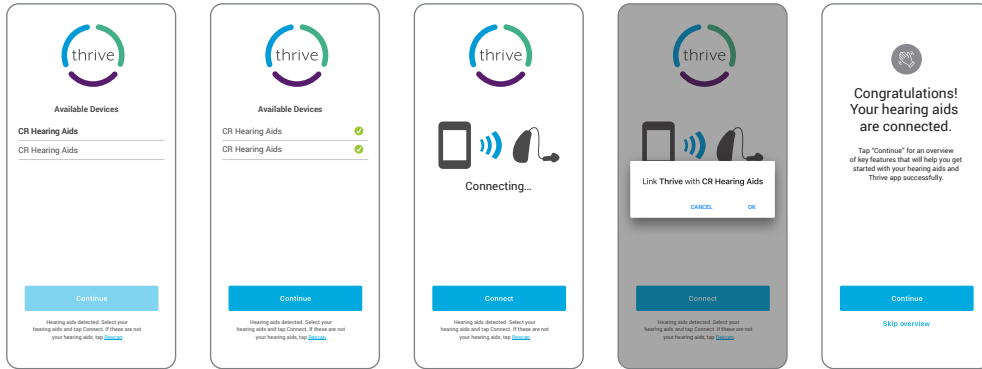 thrive
Available Devices
CR Hearing Aids
CR Hearing Aids
Continue
Hearing aids detected. Select your
hearing aids and tap Connect. If these are not
your hearing aids, tap Rescan.
thrive
Available Devices
CR Hearing Aids
CR Hearing Aids
Continue
Hearing aids detected. Select your
hearing aids and tap Connect. If these are not
your hearing aids, tap Rescan.
thrive
Connecting...
Connect
Hearing aids detected. Select your
hearing aids and tap Connect. If these are not
your hearing aids, tap Rescan.
thrive
Link Thrive with CR Hearing Aids
CANCEL OK
Connect
Hearing aids detected. Select your
hearing aids and tap Connect. If these are not
your hearing aids, tap Rescan.
Congratulations!
Your hearing aids
are connected.
Tap "Continue" for an overview
of key features that will help you get
started with your hearing aids and
Thrive app successfully.
Continue
Skip overview